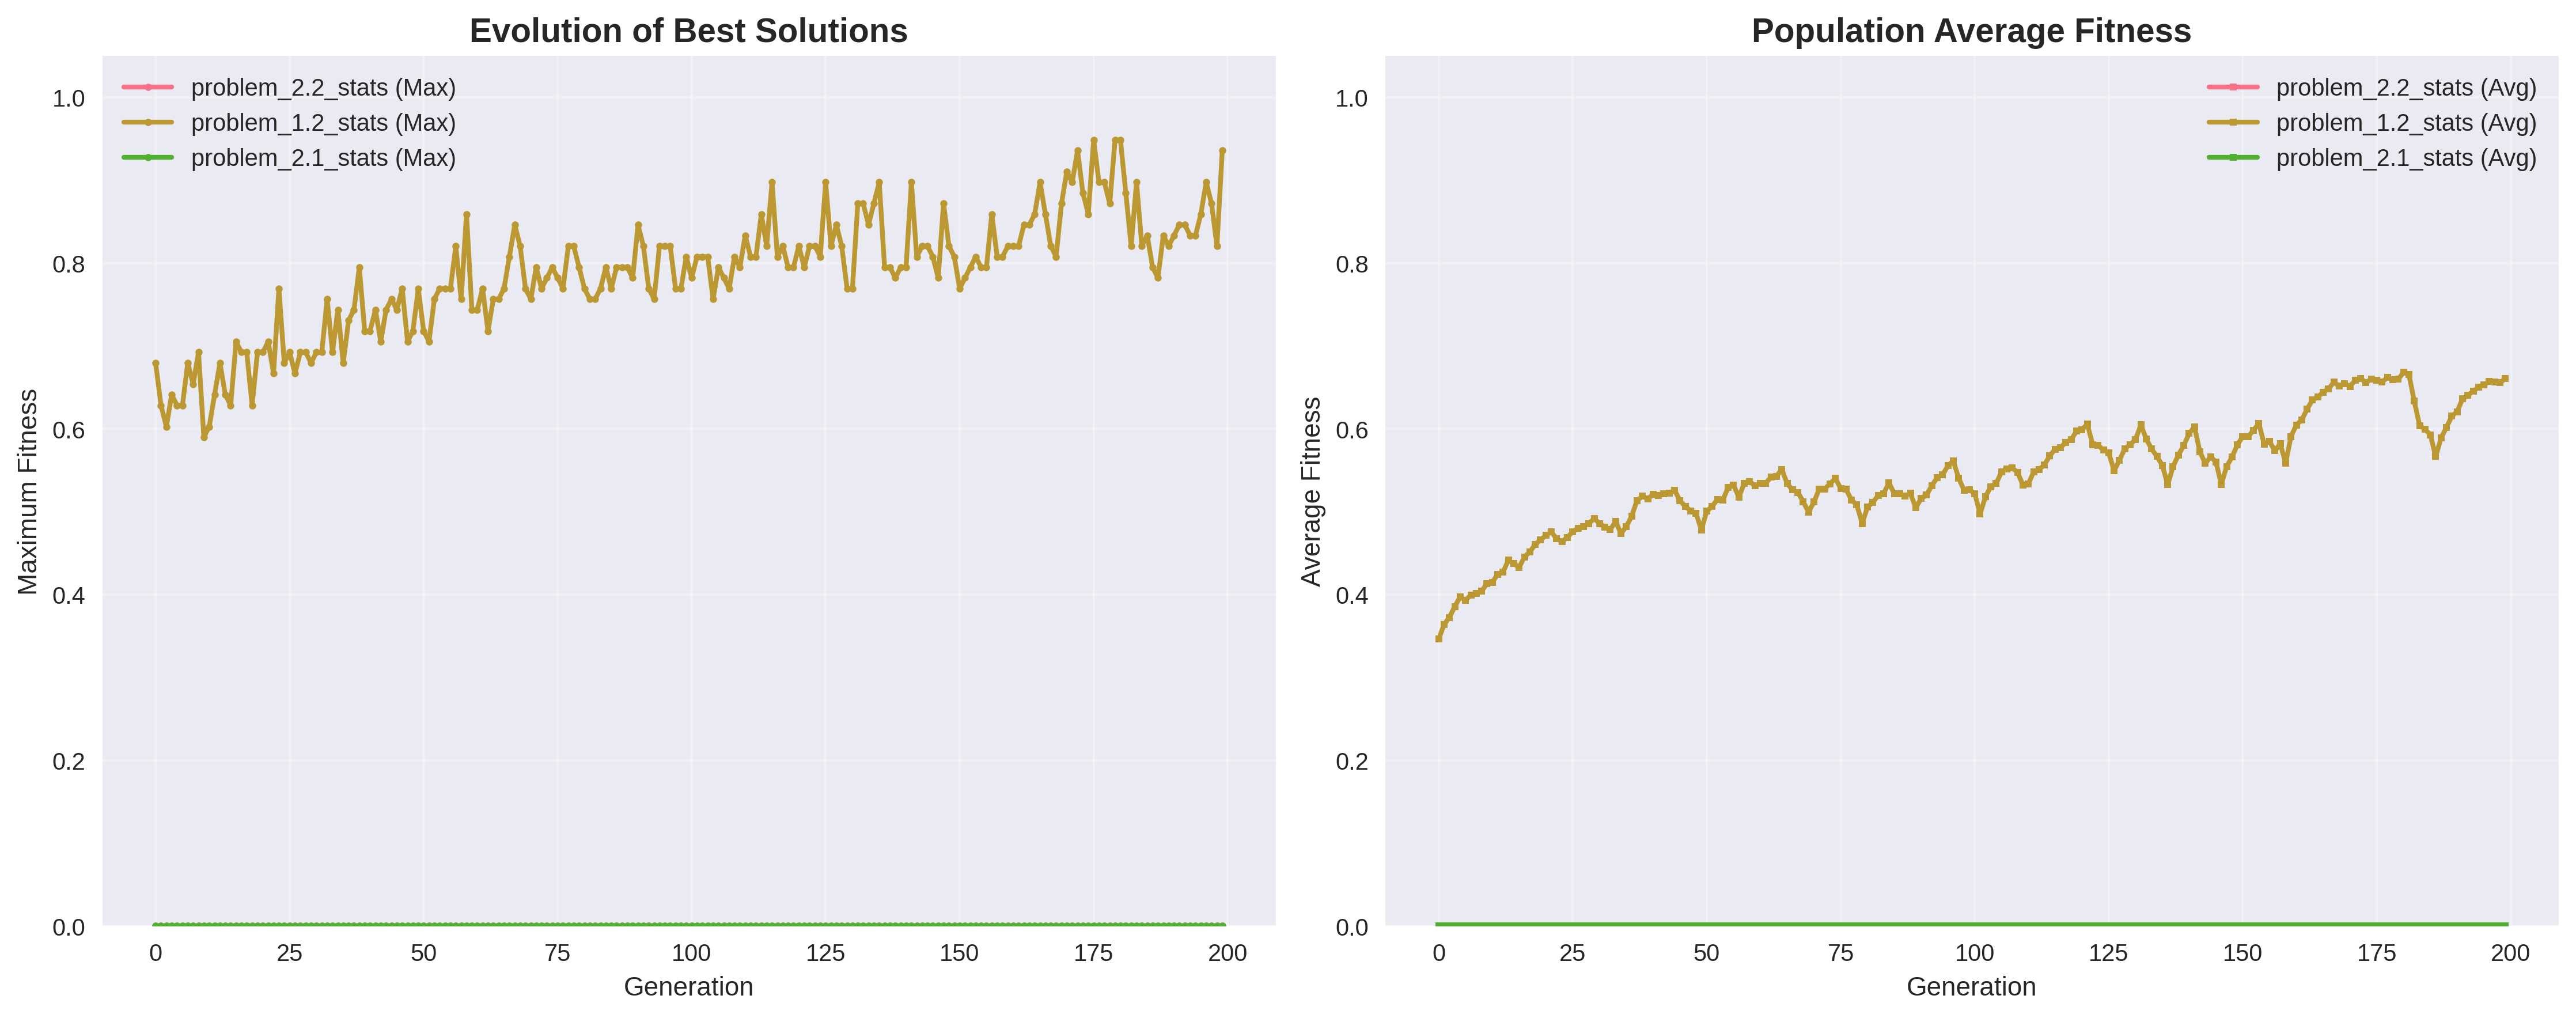 Evolution of Best Solutions
problem_2.2_stats (Max)
problem_1.2_stats (Max)
problem_2.1_stats (Max)
Maximum Fitness
1.0
0.8
0.6
0.4
0.2
0.0
0 25 50 75 100 125 150 175 200
Generation
Population Average Fitness
problem_2.2_stats (Avg)
problem_1.2_stats (Avg)
problem_2.1_stats (Avg)
Average Fitness
1.0
0.8
0.6
0.4
0.2
0.0
0 25 50 75 100 125 150 175 200
Generation